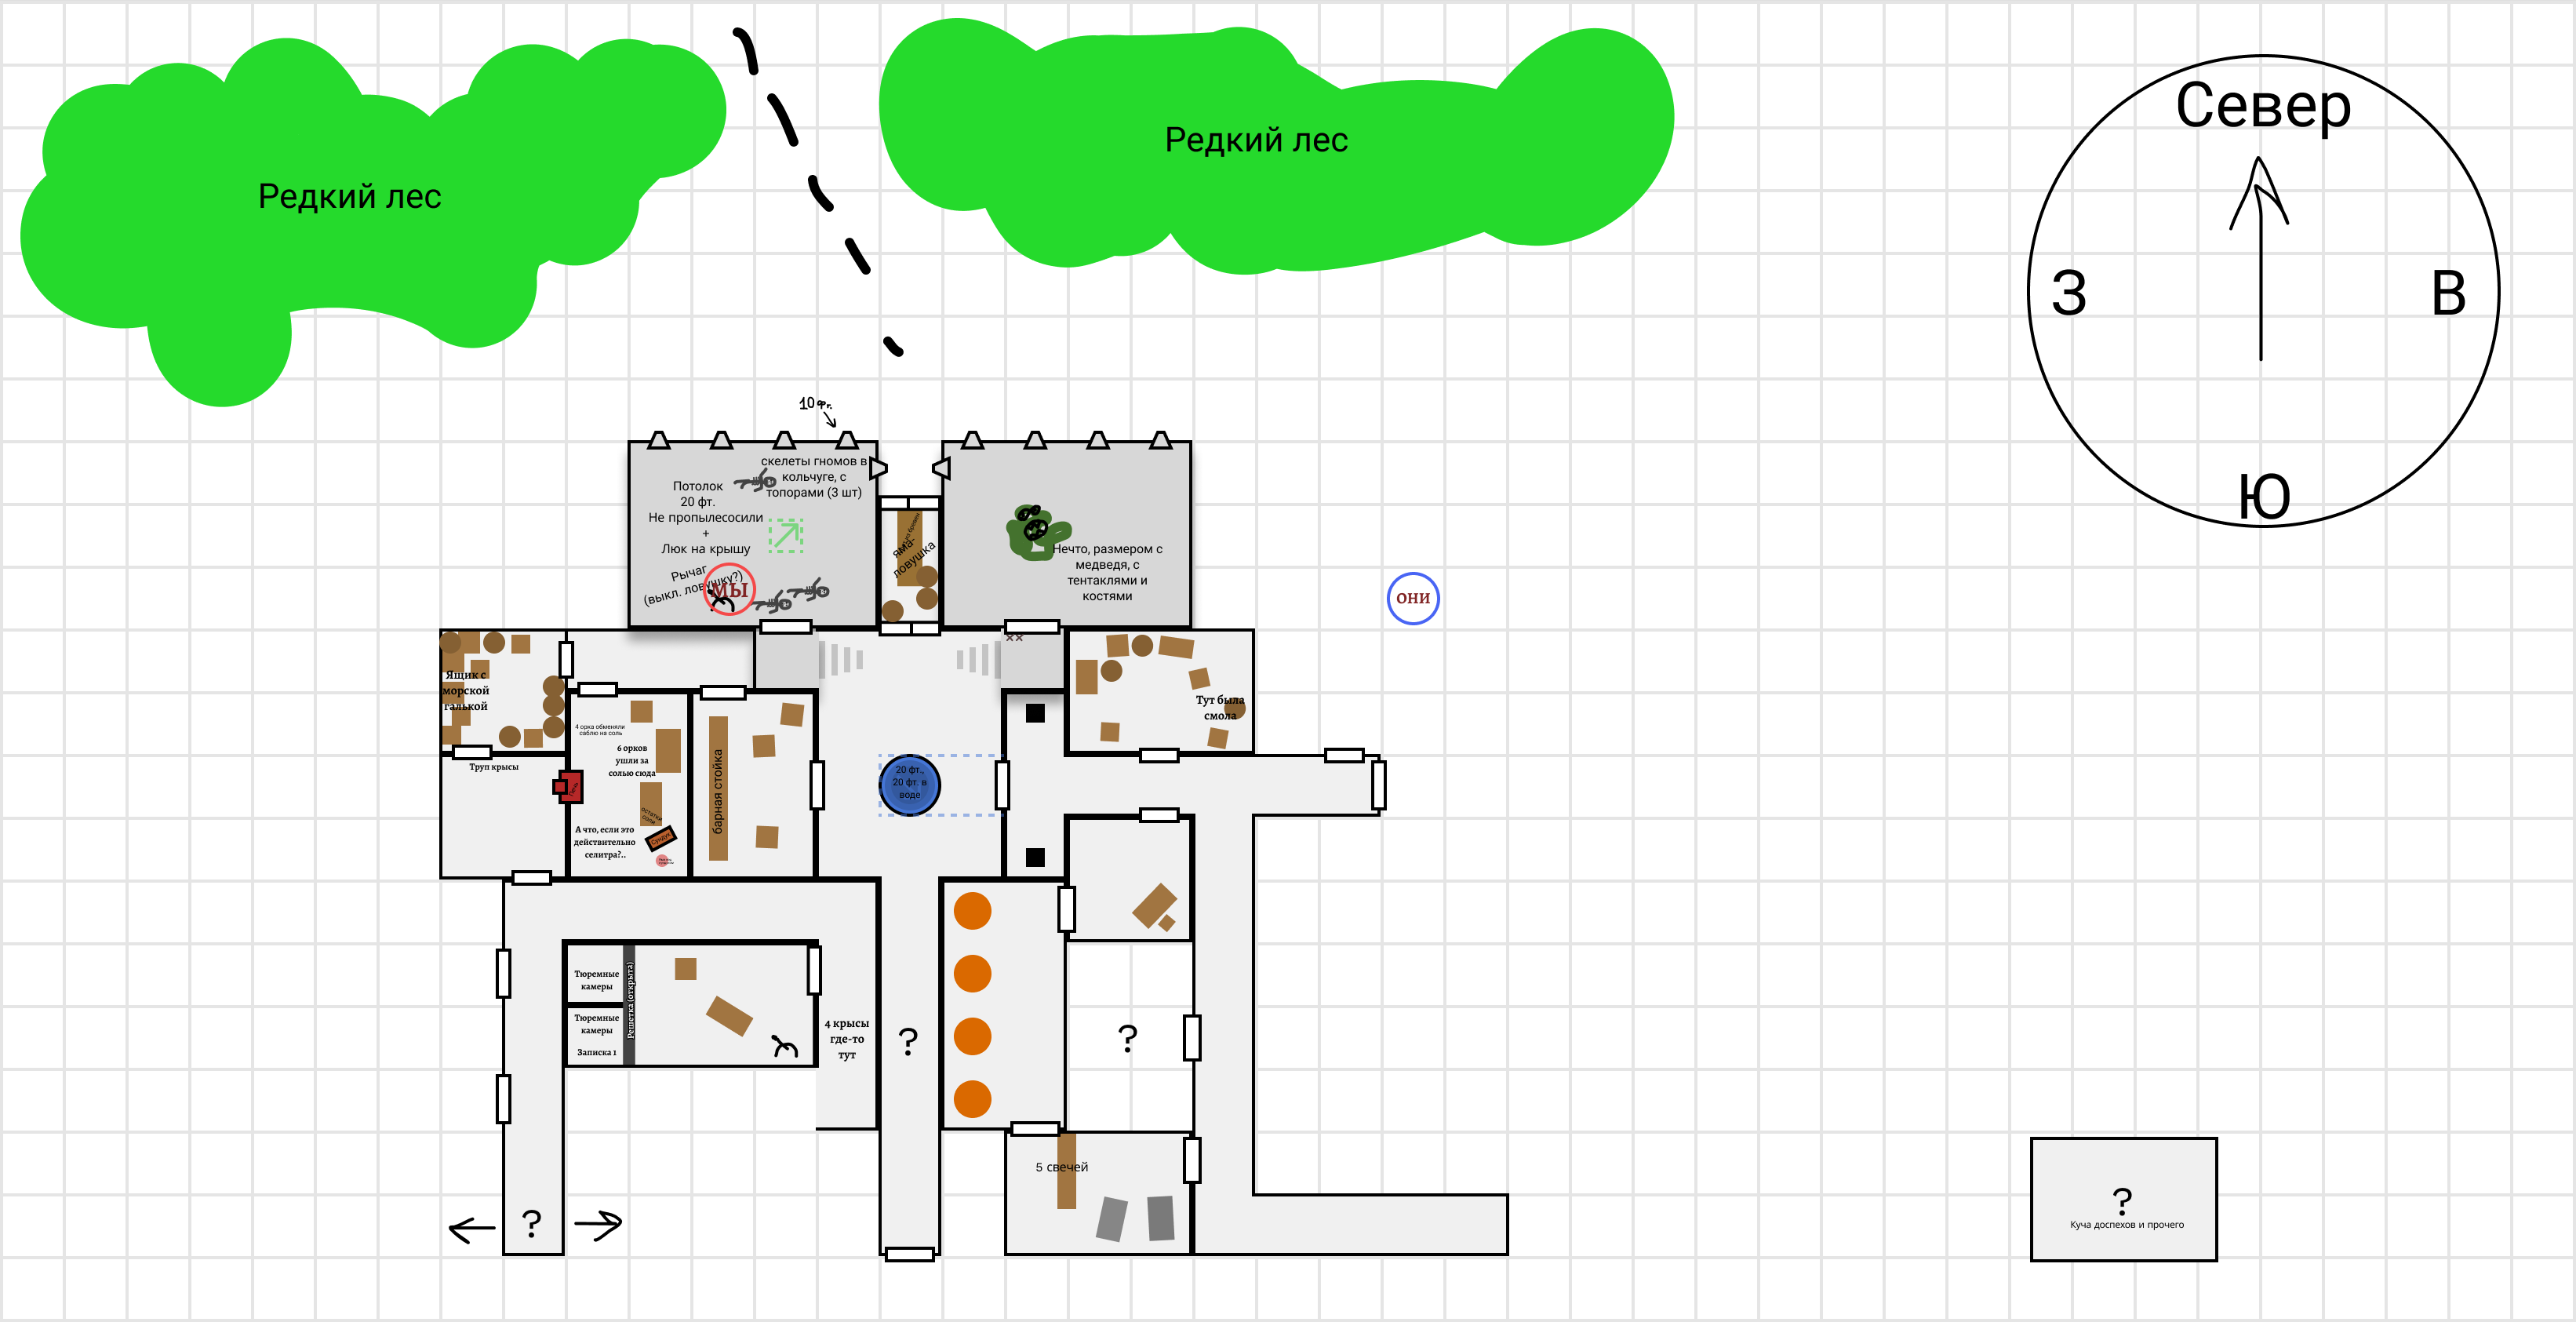 Редкий лес
Редкий лес
Север
З
В
Ю
10 фт.
скелеты гномов в
кольчуге, с
топорами (3 шт)
Потолок
20 фт.
Не пропылесосили
+
Люк на крышу
Рычаг
(выкл. ловушку?)
МЫ
яма-
ловушка
Нечто, размером с
медведя, с
тентаклями и
костями
ОНИ
Ящик с
морской
галькой
Тут была
смола
4 орка обменяли
саблю на соль
6 орков
ушли за
солью сюда
Труп крысы
остатки
соли
А что, если это
действительно
селитра?..
Сундук
барная стойка
20 фт.,
20 фт. в
воде
Тюремные
камеры
Решетка (открыта)
Тюремные
камеры
Записка 1
4 крысы
где-то
тут
?
?
5 свечей
?
?
Куча доспехов и прочего